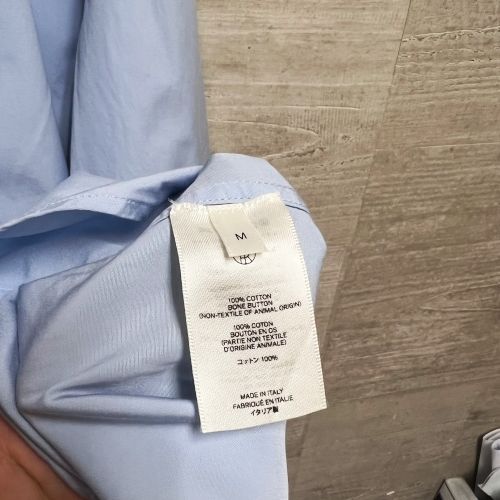 M
100% COTTON
BONE BUTTON
(NON-TEXTILE OF ANIMAL ORIGIN)
100% COTON
BOUTON EN OS
(PARTIE NON TEXTILE
D'ORIGINE ANIMALE)
コットン 100%
MADE IN ITALY
FABRIQUÉ EN ITALIE
イタリア製